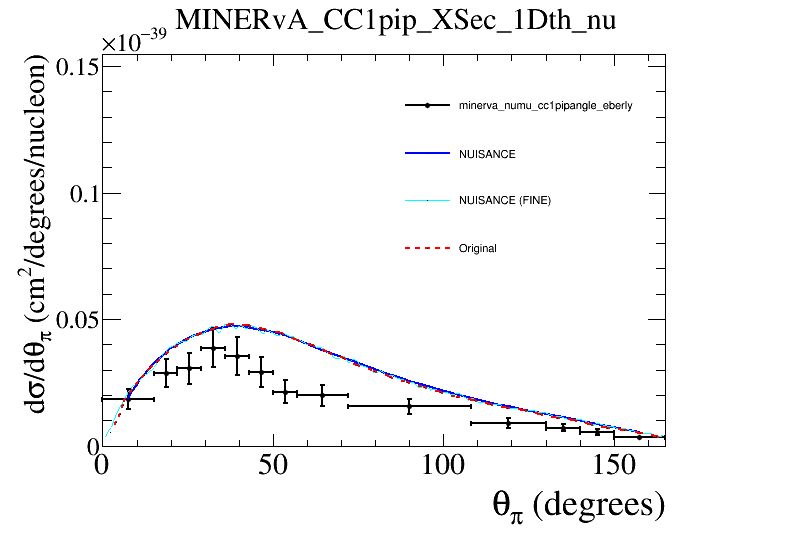 MINERvA_CC1pip_XSec_1Dth_nu
×10⁻³⁹
0.15
0.1
0.05
0
dσ/dθπ (cm²/degrees/nucleon)
minerva_numu_cc1pipangle_eberly
NUISANCE
NUISANCE (FINE)
Original
0 50 100 150
θπ (degrees)